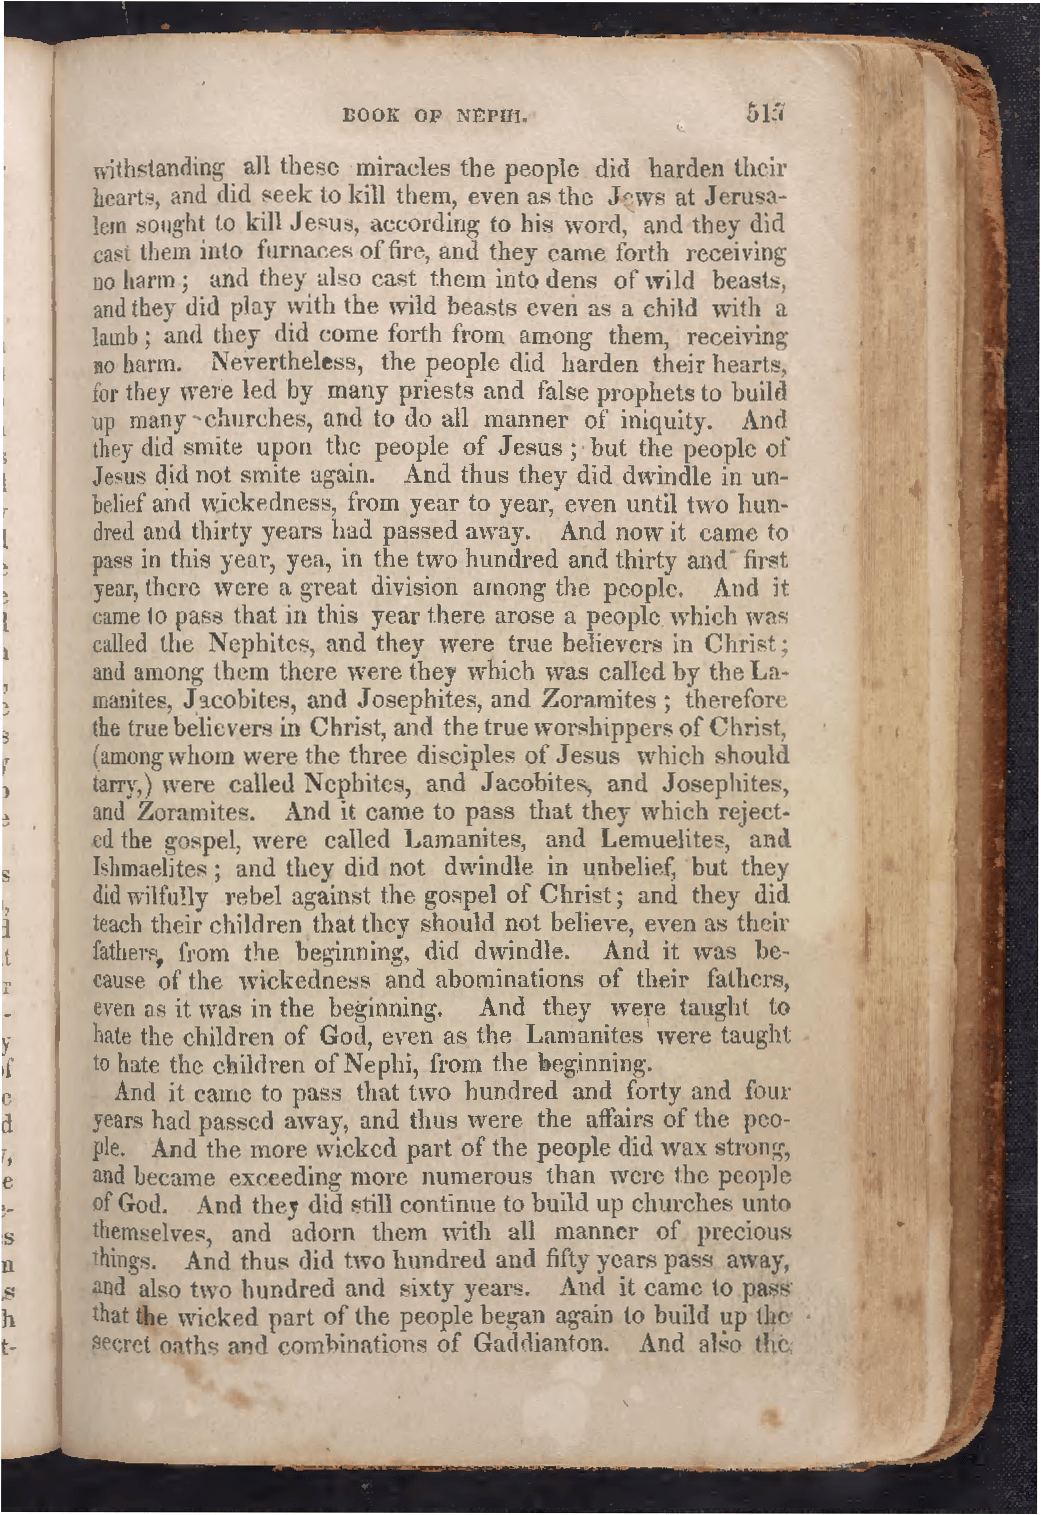 BOOK OF NEPHI. 517
withstanding all these miracles the people did harden their
hearts, and did seek to kill them, even as the Jews at Jerusa-
lem sought to kill Jesus, according to his word, and they did
cast them into furnaces of fire, and they came forth receiving
no harm; and they also cast them into dens of wild beasts,
and they did play with the wild beasts even as a child with a
lamb; and they did come forth from among them, receiving
no harm. Nevertheless, the people did harden their hearts,
for they were led by many priests and false prophets to build
up many churches, and to do all manner of iniquity. And
they did smite upon the people of Jesus; but the people of
Jesus did not smite again. And thus they did dwindle in un-
belief and wickedness, from year to year, even until two hun-
dred and thirty years had passed away. And now it came to
pass in this year, yea, in the two hundred and thirty and first
year, there were a great division among the people. And it
came to pass that in this year there arose a people which was
called the Nephites, and they were true believers in Christ;
and among them there were they which was called by the La-
manites, Jacobites, and Josephites, and Zoramites; therefore
the true believers in Christ, and the true worshippers of Christ,
(among whom were the three disciples of Jesus which should
tarry,) were called Nephites, and Jacobites, and Josephites,
and Zoramites. And it came to pass that they which reject-
ed the gospel, were called Lamanites, and Lemuelites, and
Ishmaelites; and they did not dwindle in unbelief, but they
did wilfully rebel against the gospel of Christ; and they did
teach their children that they should not believe, even as their
fathers, from the beginning, did dwindle. And it was be-
cause of the wickedness and abominations of their fathers,
even as it was in the beginning. And they were taught to
hate the children of God, even as the Lamanites were taught
to hate the children of Nephi, from the beginning.
And it came to pass that two hundred and forty and four
years had passed away, and thus were the affairs of the peo-
ple. And the more wicked part of the people did wax strong,
and became exceeding more numerous than were the people
of God. And they did still continue to build up churches unto
themselves, and adorn them with all manner of precious
things. And thus did two hundred and fifty years pass away,
and also two hundred and sixty years. And it came to pass
that the wicked part of the people began again to build up the
secret oaths and combinations of Gaddianton. And also the